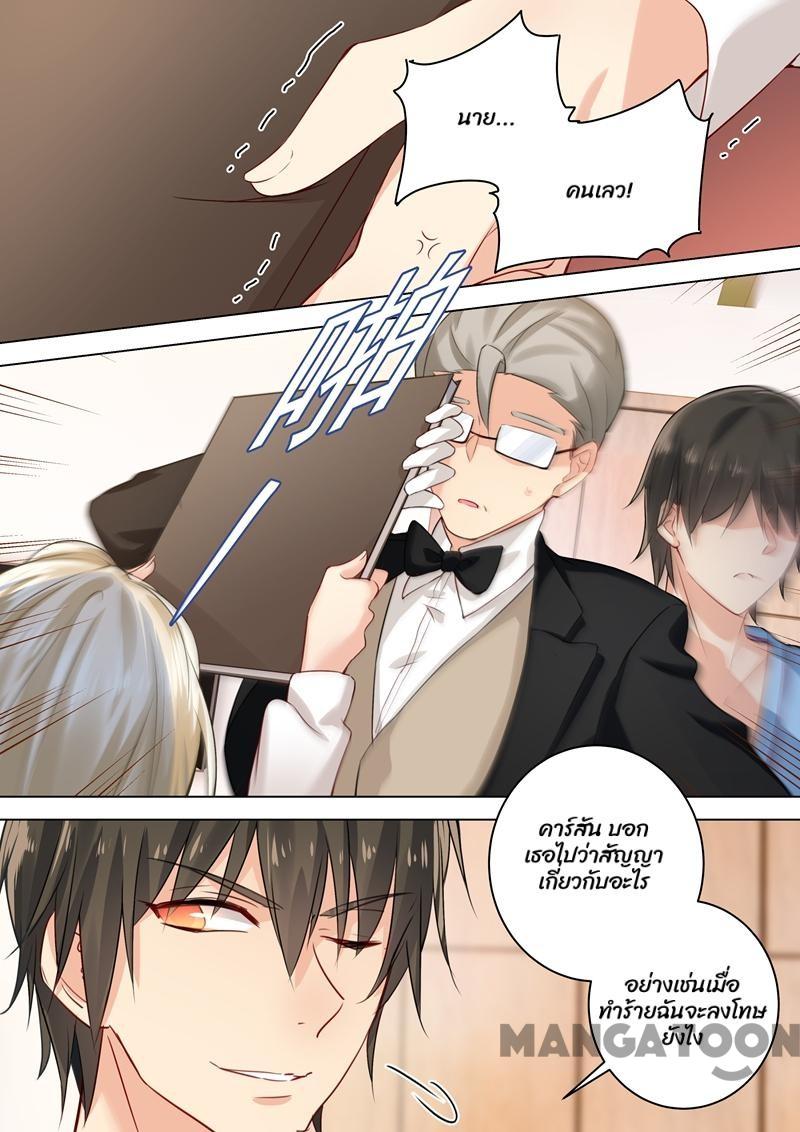 นาย...
คนเลว!
啪
คาร์สัน บอก
เธอไปว่าสัญญา
เกี่ยวกับอะไร
อย่างเช่นเมื่อ
ทำร้ายฉันจะลงโทษ
ยังไง
MANGATOON